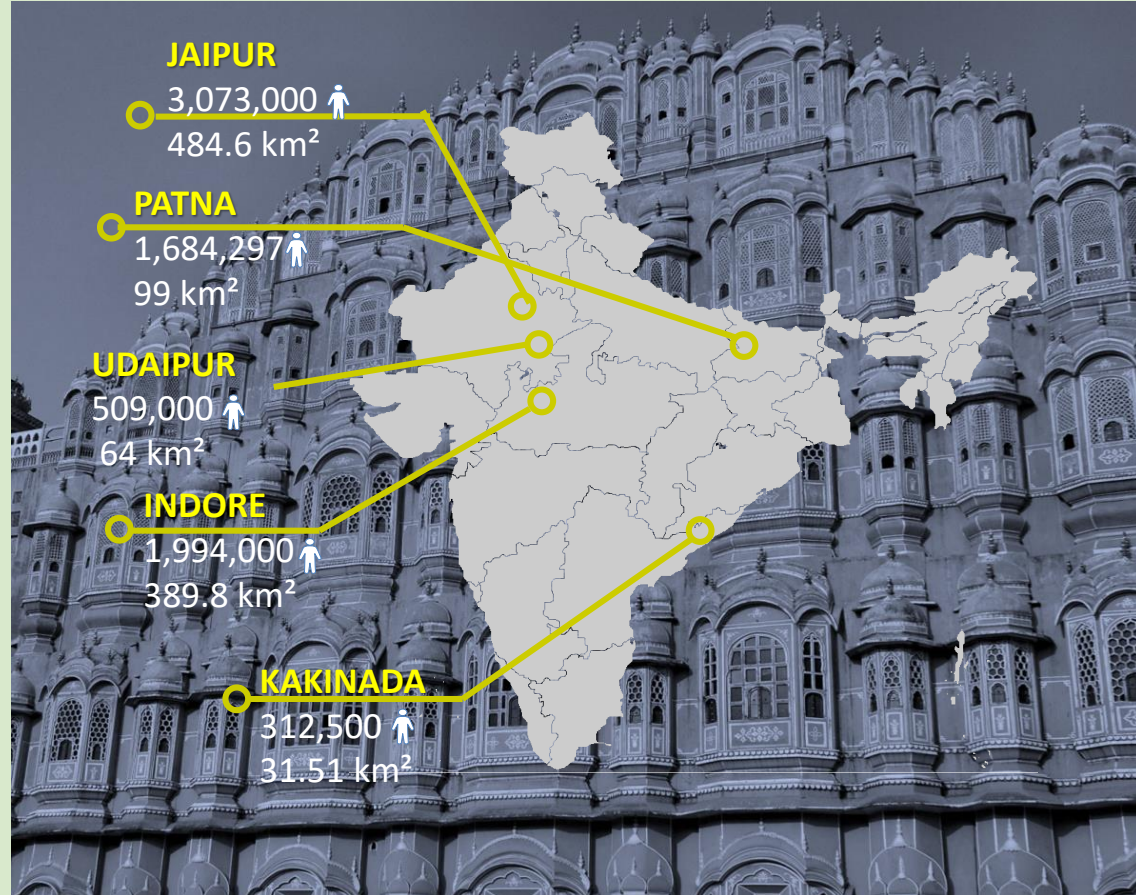 JAIPUR
3,073,000
484.6 km²
PATNA
1,684,297
99 km²
UDAIPUR
509,000
64 km²
INDORE
1,994,000
389.8 km²
KAKINADA
312,500
31.51 km²